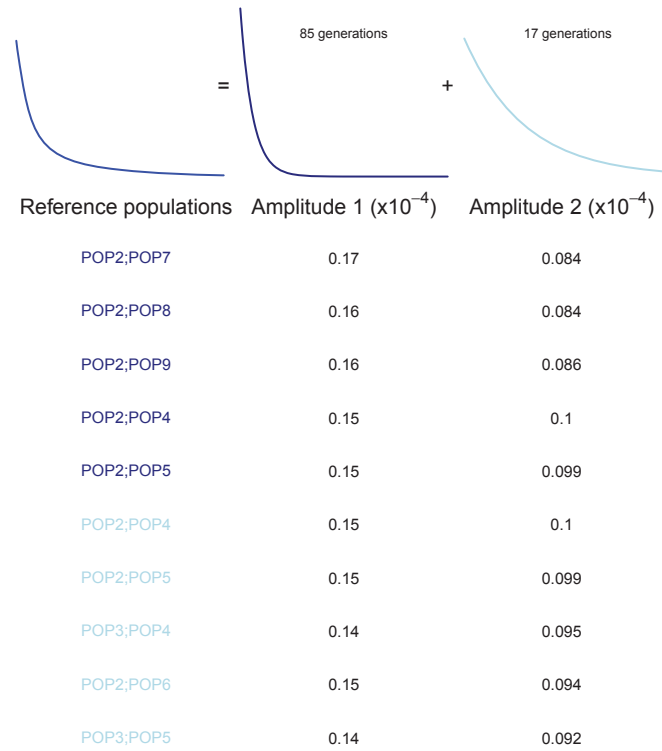 85 generations 17 generations
= +
Reference populations Amplitude 1 (x10⁻⁴) Amplitude 2 (x10⁻⁴)
POP2;POP7 0.17 0.084
POP2;POP8 0.16 0.084
POP2;POP9 0.16 0.086
POP2;POP4 0.15 0.1
POP2;POP5 0.15 0.099
POP2;POP4 0.15 0.1
POP2;POP5 0.15 0.099
POP3;POP4 0.14 0.095
POP2;POP6 0.15 0.094
POP3;POP5 0.14 0.092